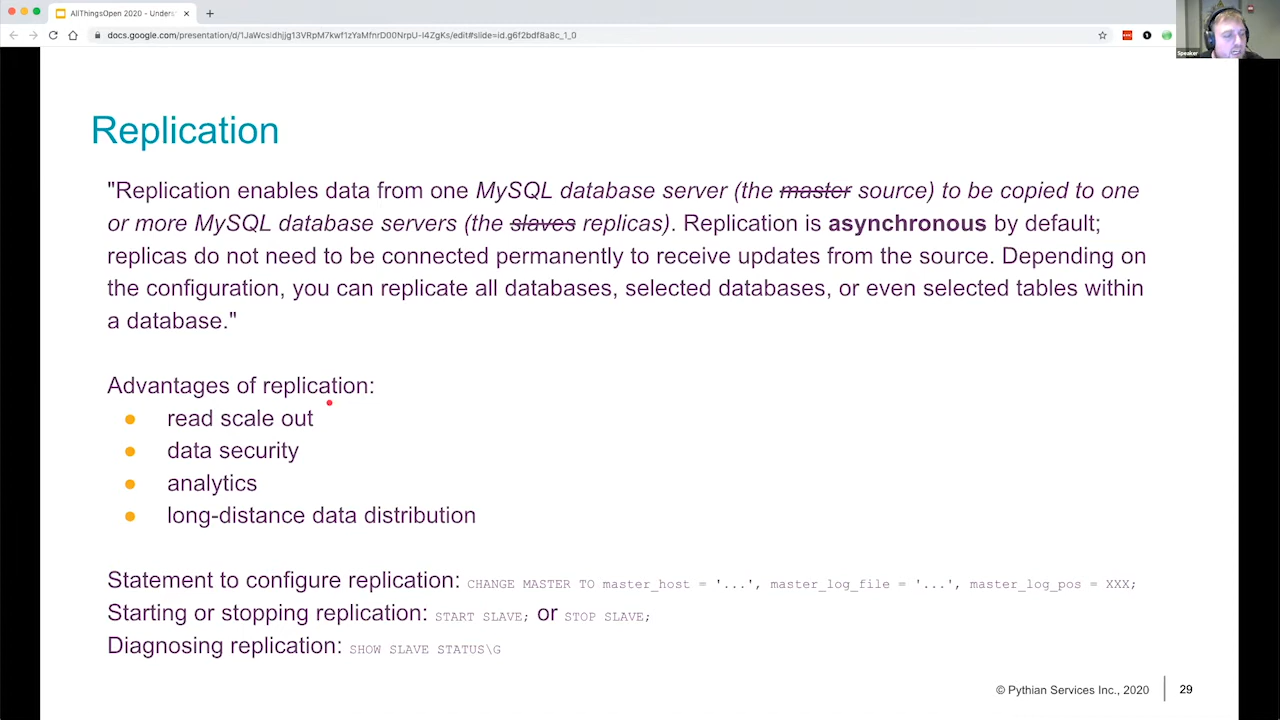 AllThingsOpen 2020 - Unders
docs.google.com/presentation/d/1JaWcsIdhjjg13VRpM7kwf1zYaMfnrD00NrpU-I4ZgKs/edit#slide=id.g6f2bdf8a8c_1_0
Speaker
Replication
"Replication enables data from one MySQL database server (the master source) to be copied to one
or more MySQL database servers (the slaves replicas). Replication is asynchronous by default;
replicas do not need to be connected permanently to receive updates from the source. Depending on
the configuration, you can replicate all databases, selected databases, or even selected tables within
a database."
Advantages of replication:
● read scale out
● data security
● analytics
● long-distance data distribution
Statement to configure replication: CHANGE MASTER TO master_host = '...', master_log_file = '...', master_log_pos = XXX;
Starting or stopping replication: START SLAVE; or STOP SLAVE;
Diagnosing replication: SHOW SLAVE STATUS\G
© Pythian Services Inc., 2020 29